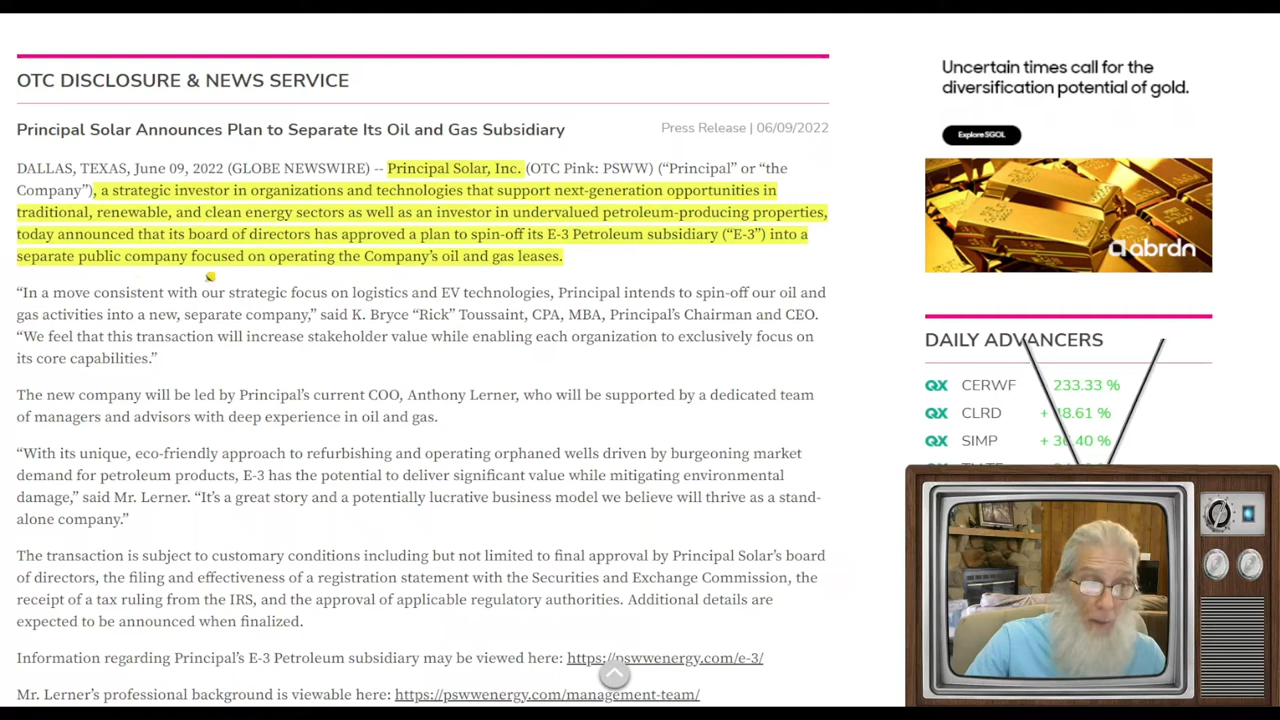 OTC DISCLOSURE & NEWS SERVICE
Principal Solar Announces Plan to Separate Its Oil and Gas Subsidiary
Press Release | 06/09/2022
DALLAS, TEXAS, June 09, 2022 (GLOBE NEWSWIRE) -- Principal Solar, Inc. (OTC Pink: PSWW) (“Principal” or “the
Company”), a strategic investor in organizations and technologies that support next-generation opportunities in
traditional, renewable, and clean energy sectors as well as an investor in undervalued petroleum-producing properties,
today announced that its board of directors has approved a plan to spin-off its E-3 Petroleum subsidiary (“E-3”) into a
separate public company focused on operating the Company’s oil and gas leases.
“In a move consistent with our strategic focus on logistics and EV technologies, Principal intends to spin-off our oil and
gas activities into a new, separate company,” said K. Bryce “Rick” Toussaint, CPA, MBA, Principal’s Chairman and CEO.
“We feel that this transaction will increase stakeholder value while enabling each organization to exclusively focus on
its core capabilities.”
The new company will be led by Principal’s current COO, Anthony Lerner, who will be supported by a dedicated team
of managers and advisors with deep experience in oil and gas.
“With its unique, eco-friendly approach to refurbishing and operating orphaned wells driven by burgeoning market
demand for petroleum products, E-3 has the potential to deliver significant value while mitigating environmental
damage,” said Mr. Lerner. “It’s a great story and a potentially lucrative business model we believe will thrive as a stand-
alone company.”
The transaction is subject to customary conditions including but not limited to final approval by Principal Solar’s board
of directors, the filing and effectiveness of a registration statement with the Securities and Exchange Commission, the
receipt of a tax ruling from the IRS, and the approval of applicable regulatory authorities. Additional details are
expected to be announced when finalized.
Information regarding Principal’s E-3 Petroleum subsidiary may be viewed here: https://pswwenergy.com/e-3/
Mr. Lerner’s professional background is viewable here: https://pswwenergy.com/management-team/
Uncertain times call for the
diversification potential of gold.
Explore SGOL
abrdn
DAILY ADVANCERS
QX CERWF 233.33 %
QX CLRD + 8.61 %
QX SIMP + 40 %